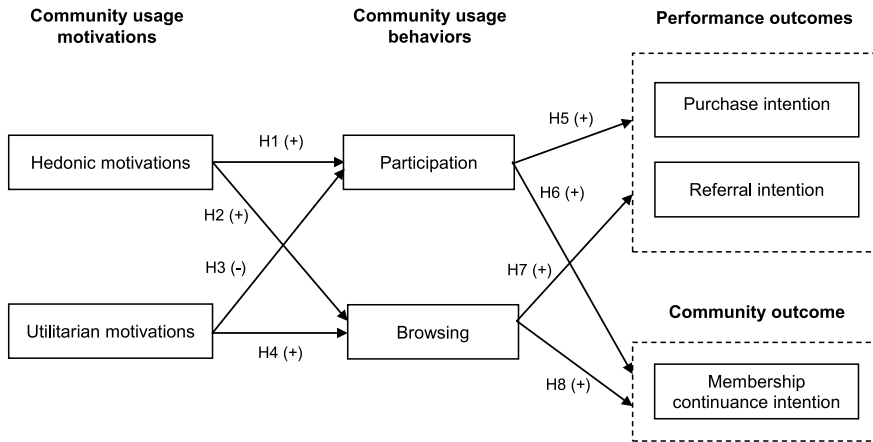 Community usage
motivations
Community usage
behaviors
Performance outcomes
Hedonic motivations
Utilitarian motivations
H1 (+)
H2 (+)
H3 (-)
H4 (+)
Participation
Browsing
H5 (+)
H6 (+)
H7 (+)
H8 (+)
Purchase intention
Referral intention
Community outcome
Membership
continuance intention